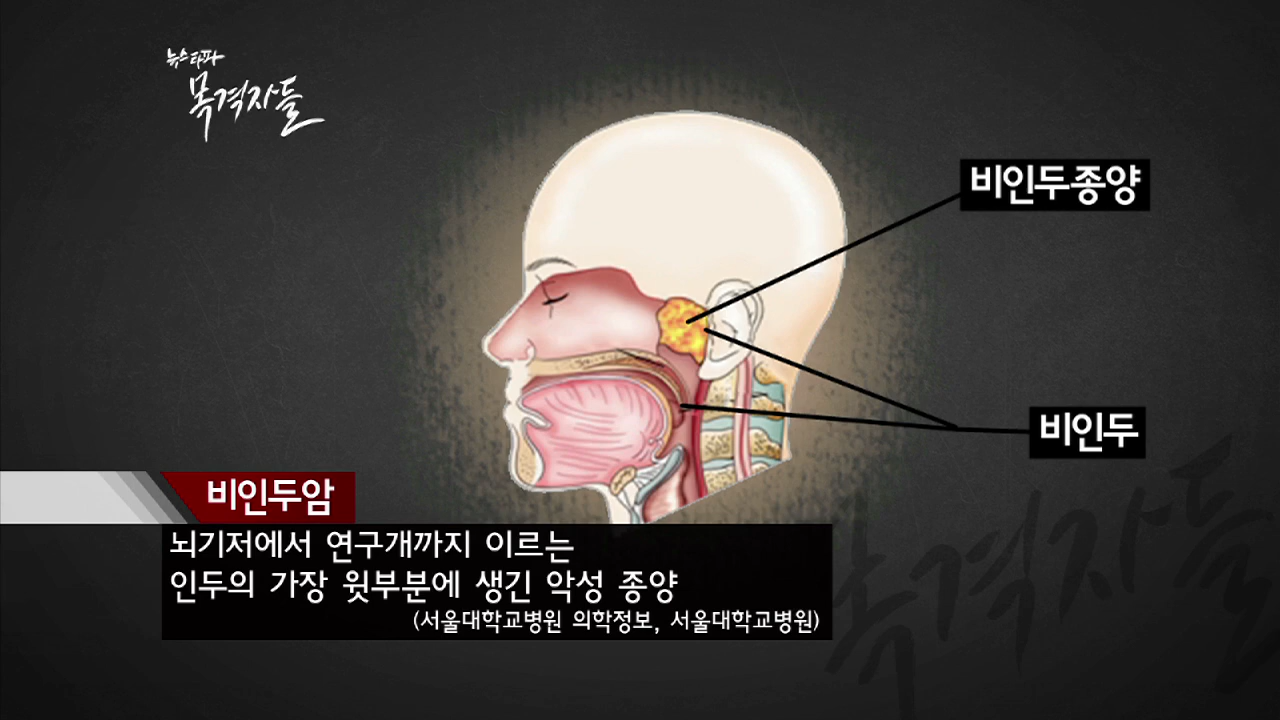 뉴스타파
목격자들
비인두종양
비인두
비인두암
뇌기저에서 연구개까지 이르는
인두의 가장 윗부분에 생긴 악성 종양
(서울대학교병원 의학정보, 서울대학교병원)
목격자들